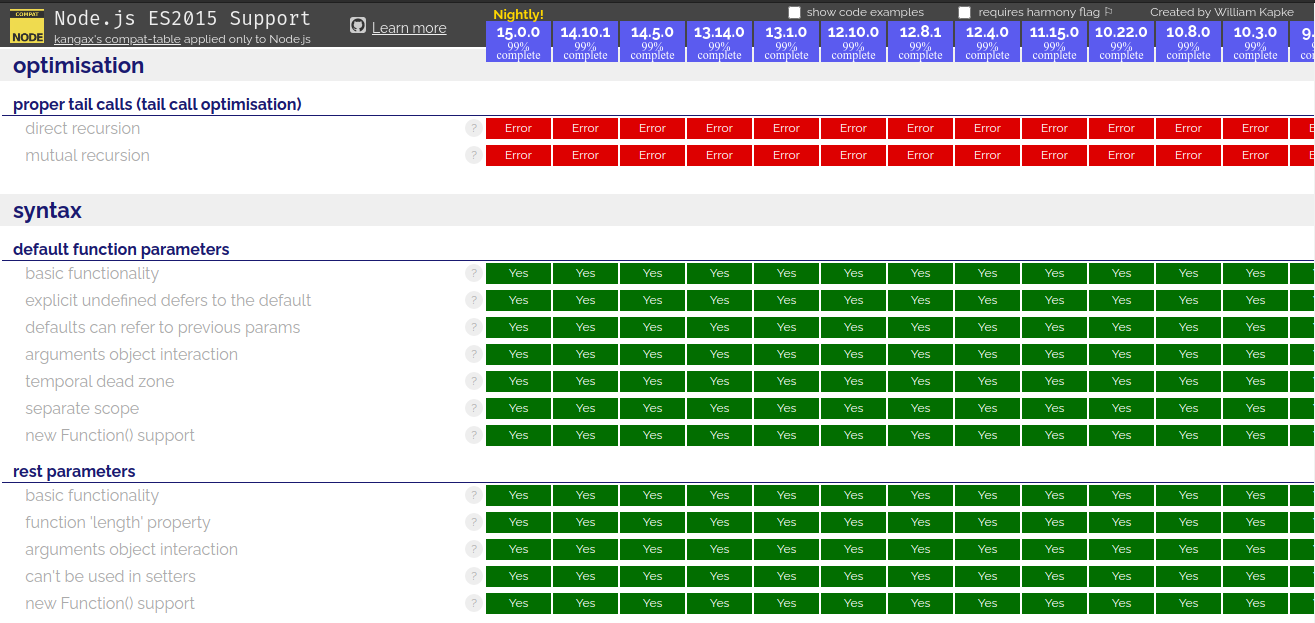 COMPAT
NODE
Node.js ES2015 Support
kangax's compat-table applied only to Node.js
Learn more
Nightly!
show code examples
requires harmony flag ⚐
Created by William Kapke
15.0.0 14.10.1 14.5.0 13.14.0 13.1.0 12.10.0 12.8.1 12.4.0 11.15.0 10.22.0 10.8.0 10.3.0 9.
99% 99% 99% 99% 99% 99% 99% 99% 99% 99% 99% 99%
complete complete complete complete complete complete complete complete complete complete complete complete co
optimisation
proper tail calls (tail call optimisation)
direct recursion ? Error Error Error Error Error Error Error Error Error Error Error Error E
mutual recursion ? Error Error Error Error Error Error Error Error Error Error Error Error E
syntax
default function parameters
basic functionality ? Yes Yes Yes Yes Yes Yes Yes Yes Yes Yes Yes Yes
explicit undefined defers to the default ? Yes Yes Yes Yes Yes Yes Yes Yes Yes Yes Yes Yes
defaults can refer to previous params ? Yes Yes Yes Yes Yes Yes Yes Yes Yes Yes Yes Yes
arguments object interaction ? Yes Yes Yes Yes Yes Yes Yes Yes Yes Yes Yes Yes
temporal dead zone ? Yes Yes Yes Yes Yes Yes Yes Yes Yes Yes Yes Yes
separate scope ? Yes Yes Yes Yes Yes Yes Yes Yes Yes Yes Yes Yes
new Function() support ? Yes Yes Yes Yes Yes Yes Yes Yes Yes Yes Yes Yes
rest parameters
basic functionality ? Yes Yes Yes Yes Yes Yes Yes Yes Yes Yes Yes Yes
function 'length' property ? Yes Yes Yes Yes Yes Yes Yes Yes Yes Yes Yes Yes
arguments object interaction ? Yes Yes Yes Yes Yes Yes Yes Yes Yes Yes Yes Yes
can't be used in setters ? Yes Yes Yes Yes Yes Yes Yes Yes Yes Yes Yes Yes
new Function() support ? Yes Yes Yes Yes Yes Yes Yes Yes Yes Yes Yes Yes